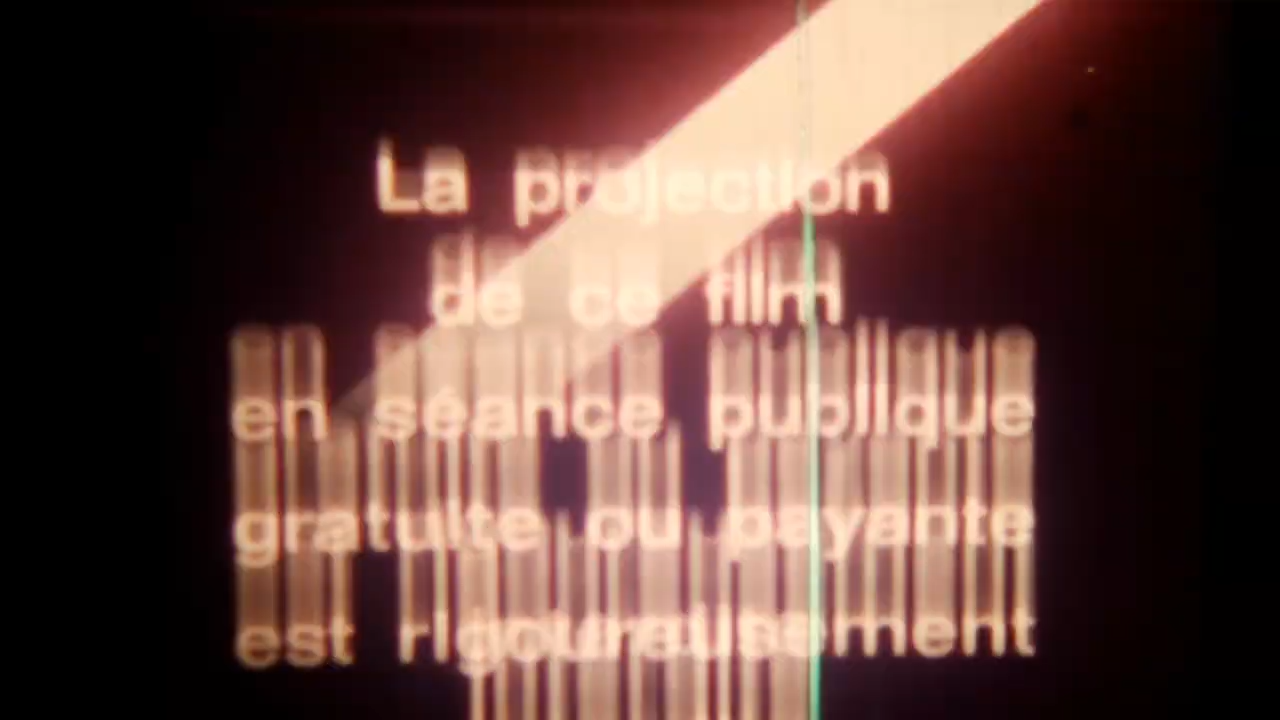 La projection
de ce film
en séance publique
gratuite ou payante
est rigoureusement